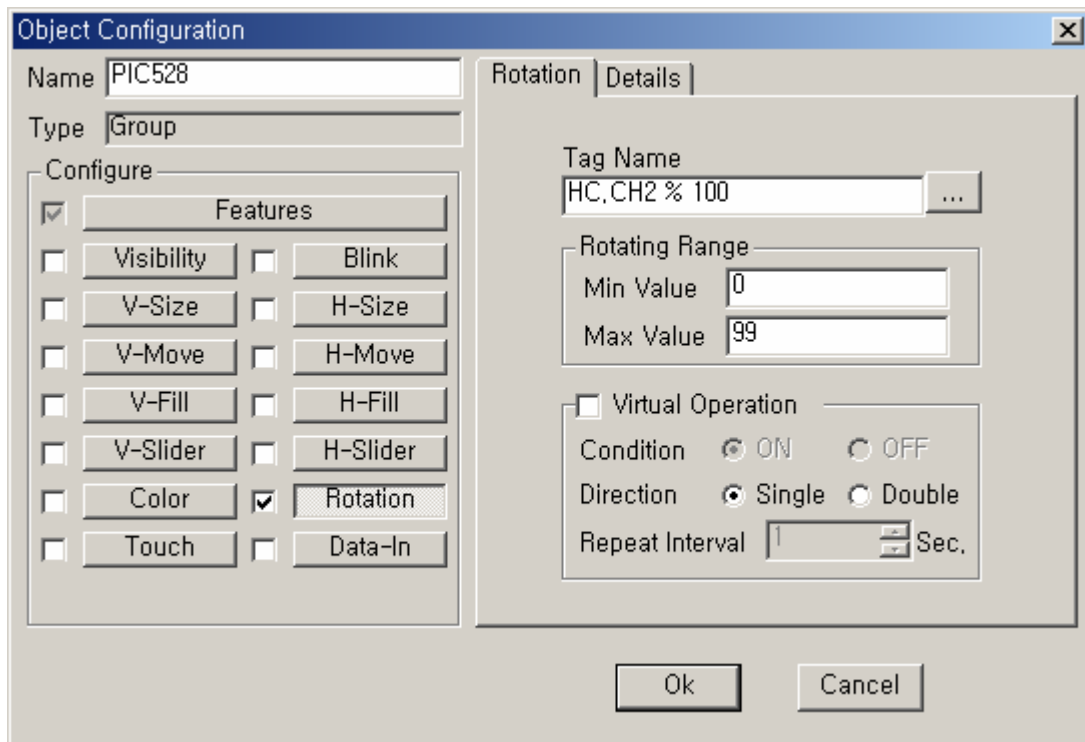 Object Configuration
Name PIC528
Type Group
Configure
Features
Visibility Blink
V-Size H-Size
V-Move H-Move
V-Fill H-Fill
V-Slider H-Slider
Color Rotation
Touch Data-In
Rotation Details
Tag Name
HC.CH2 % 100 ...
Rotating Range
Min Value 0
Max Value 99
Virtual Operation
Condition ON OFF
Direction Single Double
Repeat Interval 1 Sec.
Ok Cancel